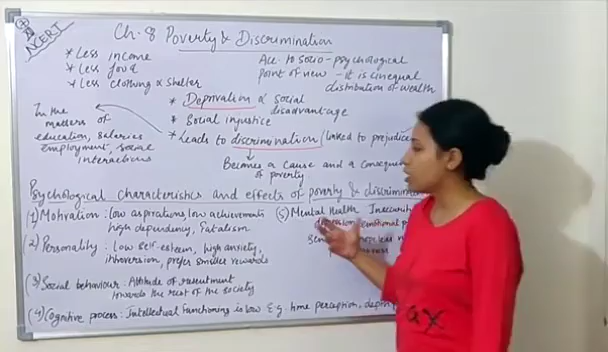 NCERT
Ch. 8 Poverty & Discrimination
* Less income
* Less food
* Less clothing & shelter
Acc to socio-psychological
point of view - it is unequal
distribution of wealth
* Deprivation & Social
disadvantage
* Social injustice
* Leads to discrimination / linked to prejudice
In the
matters of
education, salaries
employment, social
interactions
Becomes a Cause and a Consequence
of poverty.
Psychological Characteristics and effects of poverty & discrimination
(1) Motivation: Low aspirations, low achievements
high dependency, fatalism
(2) Personality: Low self-esteem, high anxiety,
introversion, prefer smaller rewards
(3) Social behaviour: Attitude of resentment
towards the rest of the society
(4) Cognitive process: Intellectual functioning is low E.g. time perception, depth
(5) Mental Health
emotional